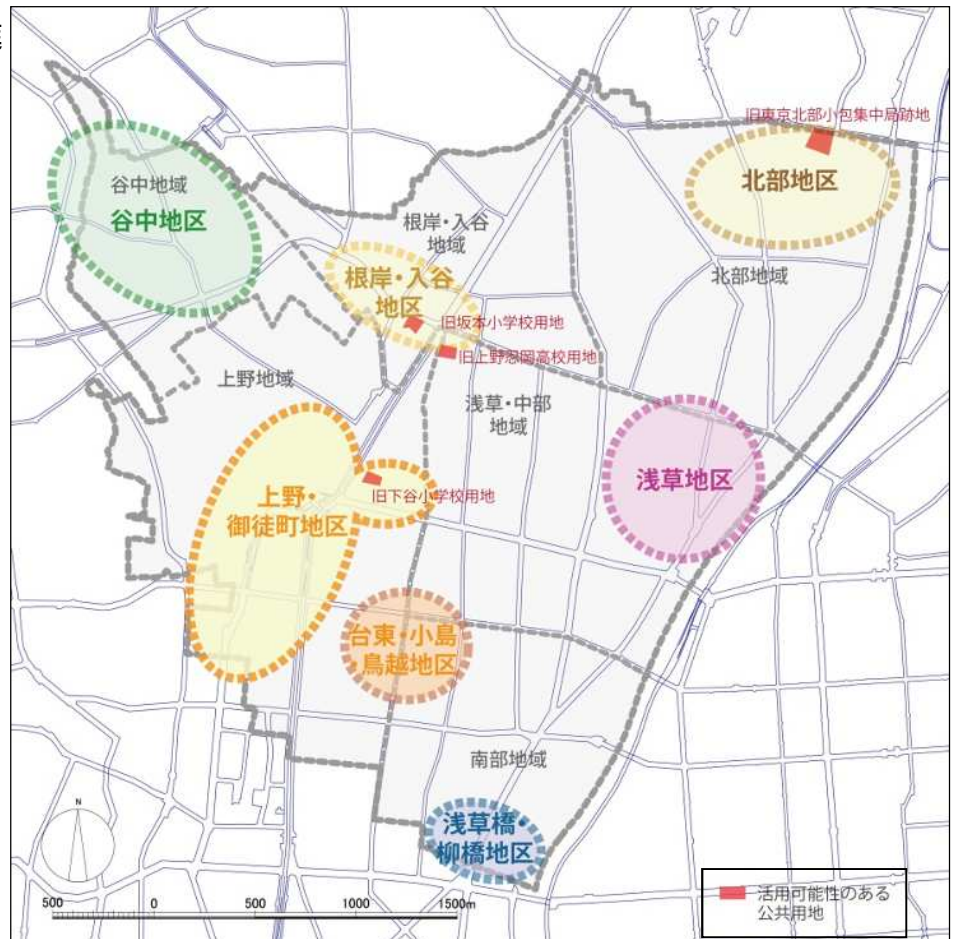 旧東京北部小包集中局跡地
谷中地域
谷中地区
北部地区
根岸・入谷
地域
根岸・入谷
地区
北部地域
旧坂本小学校用地
旧上野忍岡高校用地
上野地域
浅草・中部
地域
浅草地区
上野・
御徒町地区
旧下谷小学校用地
台東・小島
・鳥越地区
南部地域
浅草橋・
柳橋地区
N
500
0
500
1000
1500m
活用可能性のある
公共用地